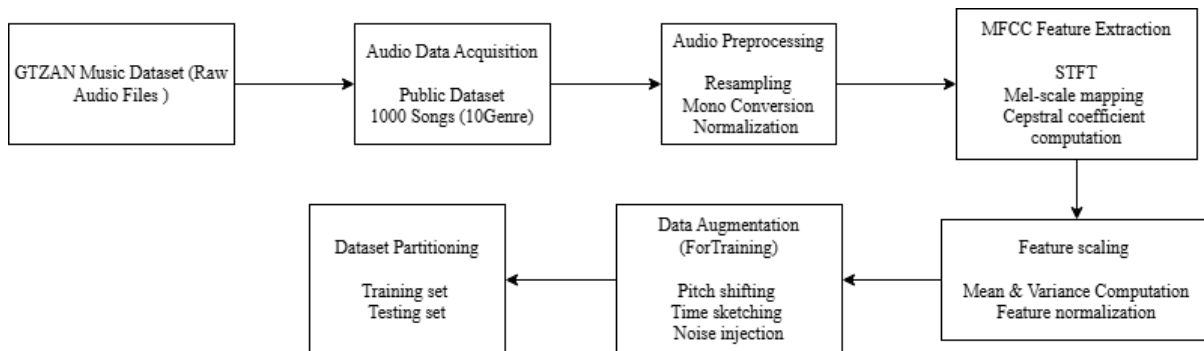 GTZAN Music Dataset (Raw
Audio Files )
Audio Data Acquisition
Public Dataset
1000 Songs (10Genre)
Audio Preprocessing
Resampling
Mono Conversion
Normalization
MFCC Feature Extraction
STFT
Mel-scale mapping
Cepstral coefficient
computation
Feature scaling
Mean & Variance Computation
Feature normalization
Data Augmentation
(ForTraining)
Pitch shifting
Time sketching
Noise injection
Dataset Partitioning
Training set
Testing set